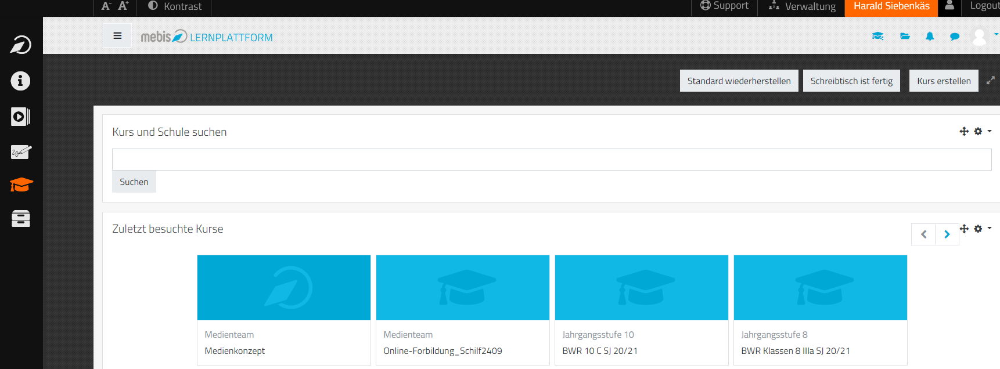 A- A+ Kontrast Support Verwaltung Harald Siebenkäs Logout
mebis LERNPLATTFORM
Standard wiederherstellen Schreibtisch ist fertig Kurs erstellen
Kurs und Schule suchen
Suchen
Zuletzt besuchte Kurse
Medienteam
Medienkonzept
Medienteam
Online-Forbildung_Schilf2409
Jahrgangsstufe 10
BWR 10 C SJ 20/21
Jahrgangsstufe 8
BWR Klassen 8 IIIa SJ 20/21